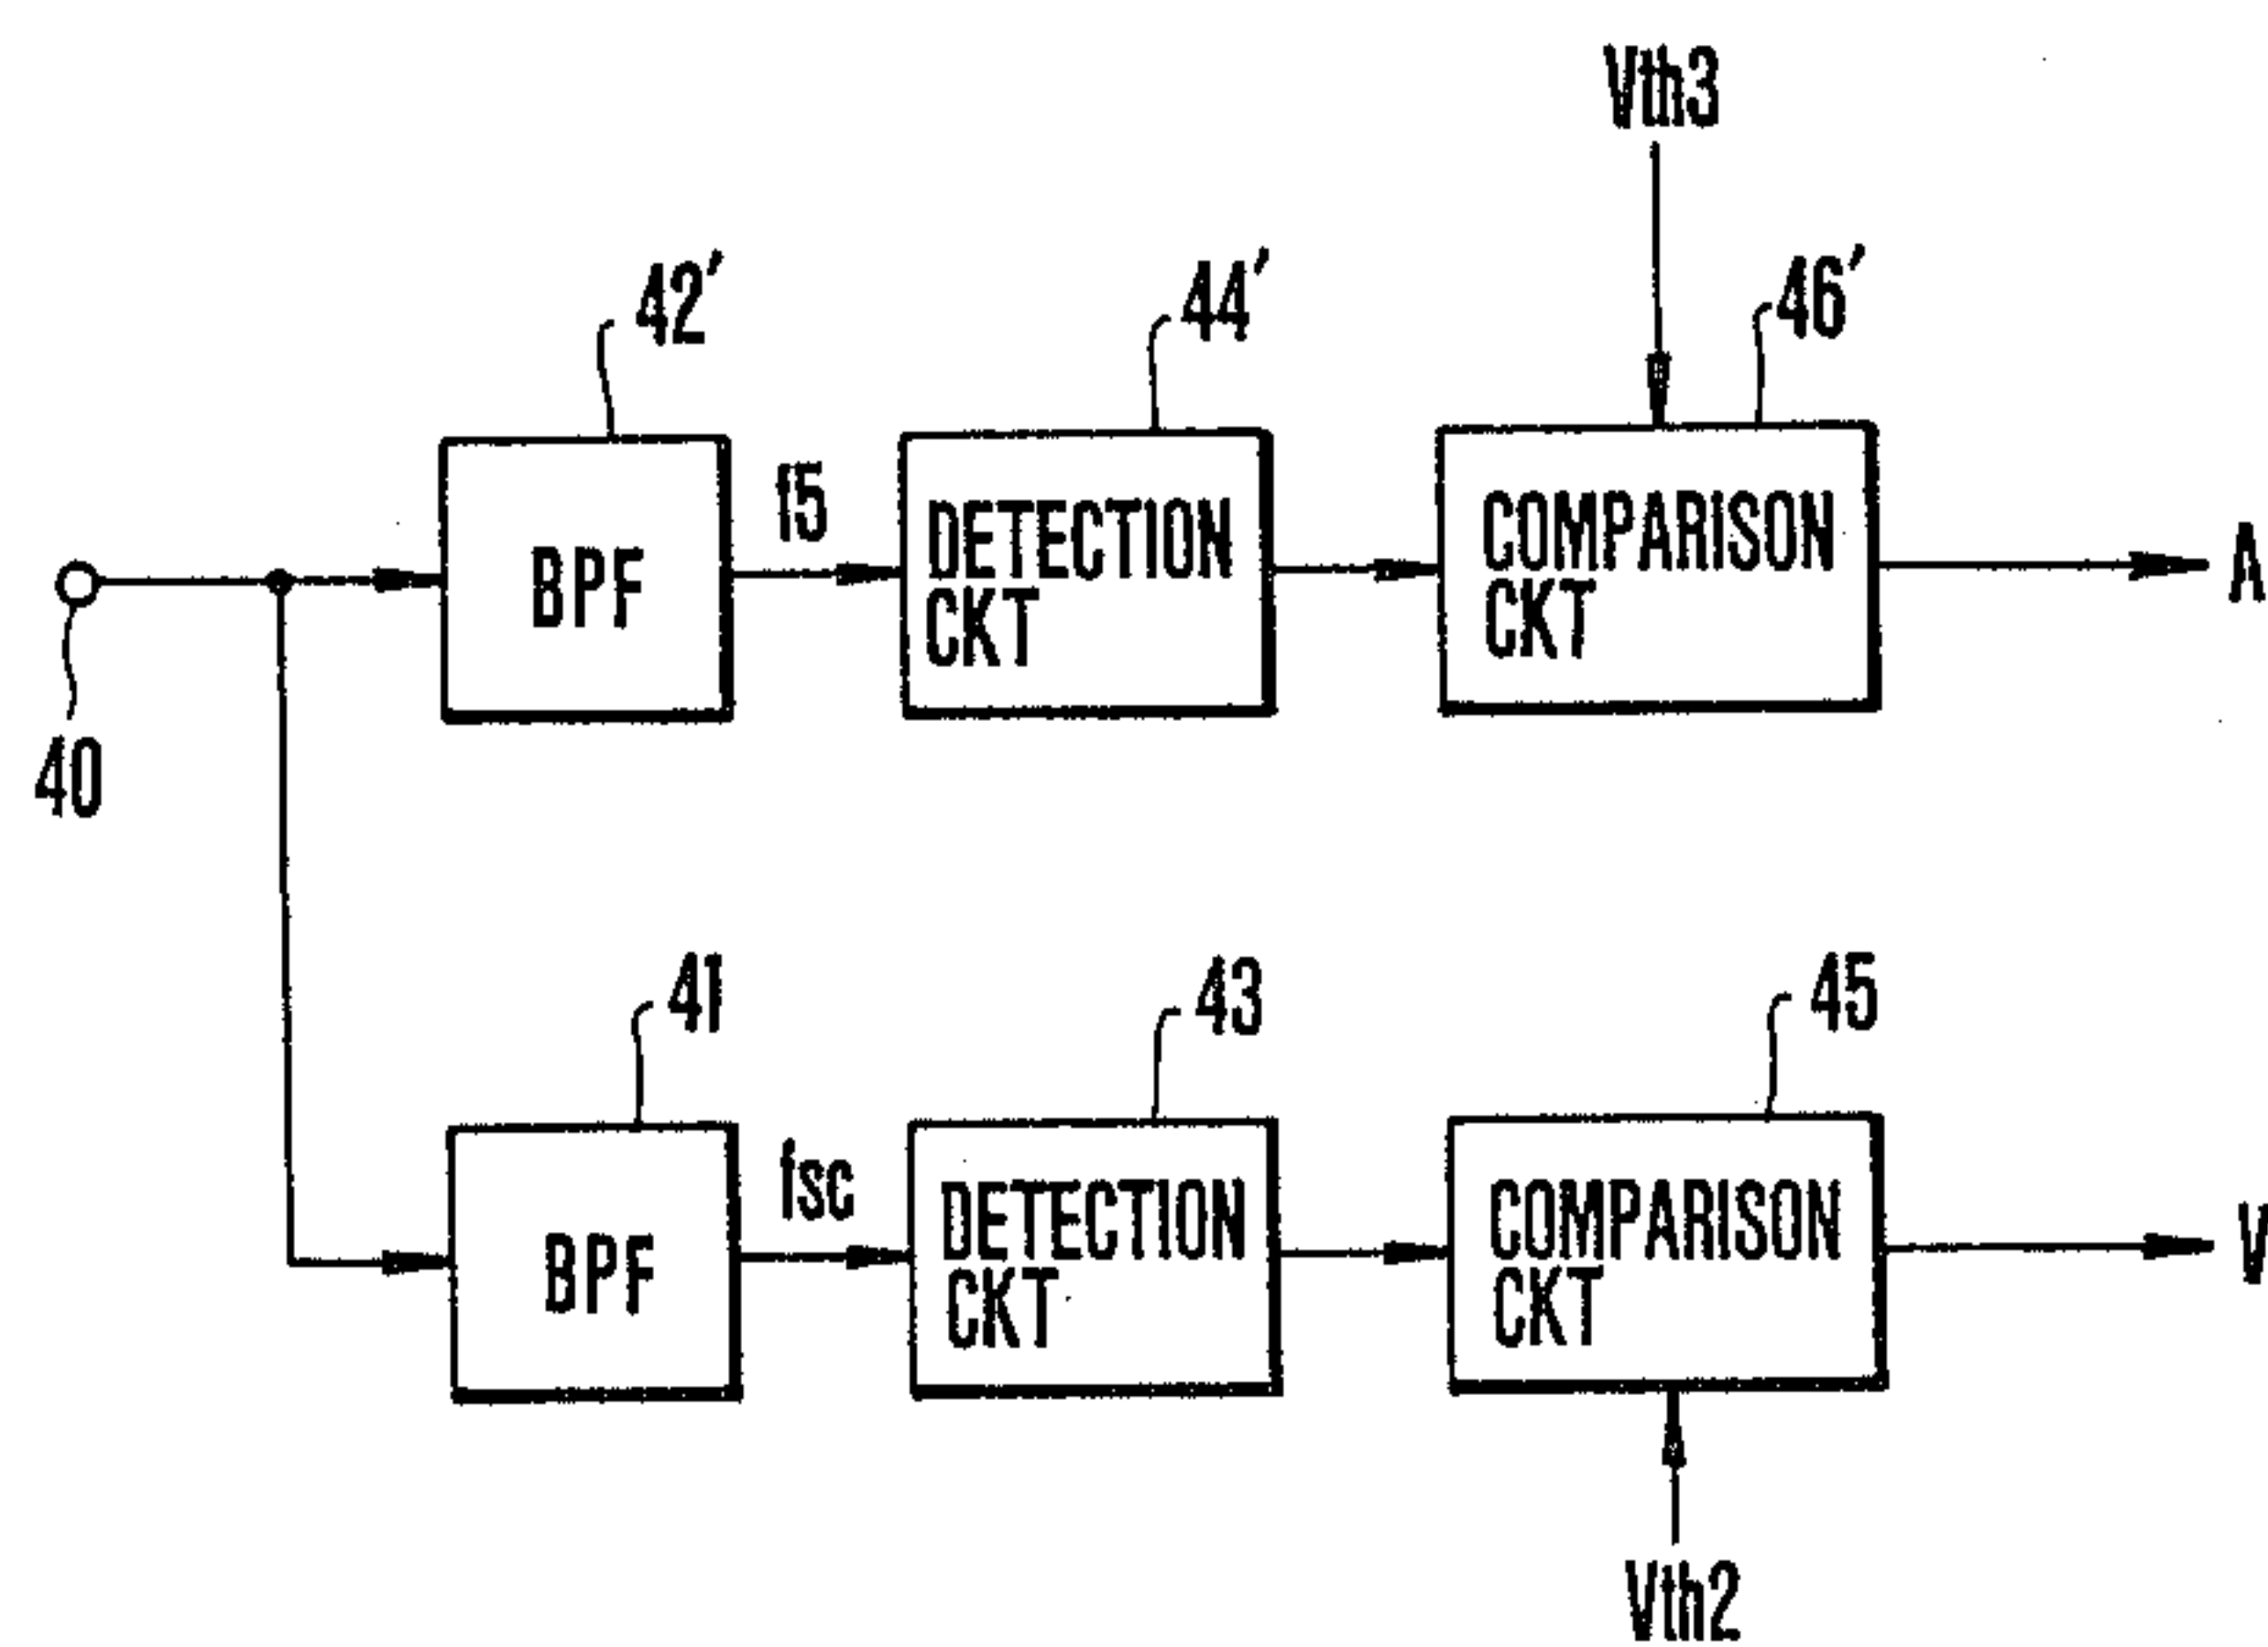 Vth3
42'
44'
46'
f5
BPF
DETECTION
CKT
COMPARISON
CKT
A
40
41
43
45
fsc
BPF
DETECTION
CKT
COMPARISON
CKT
V
Vth2